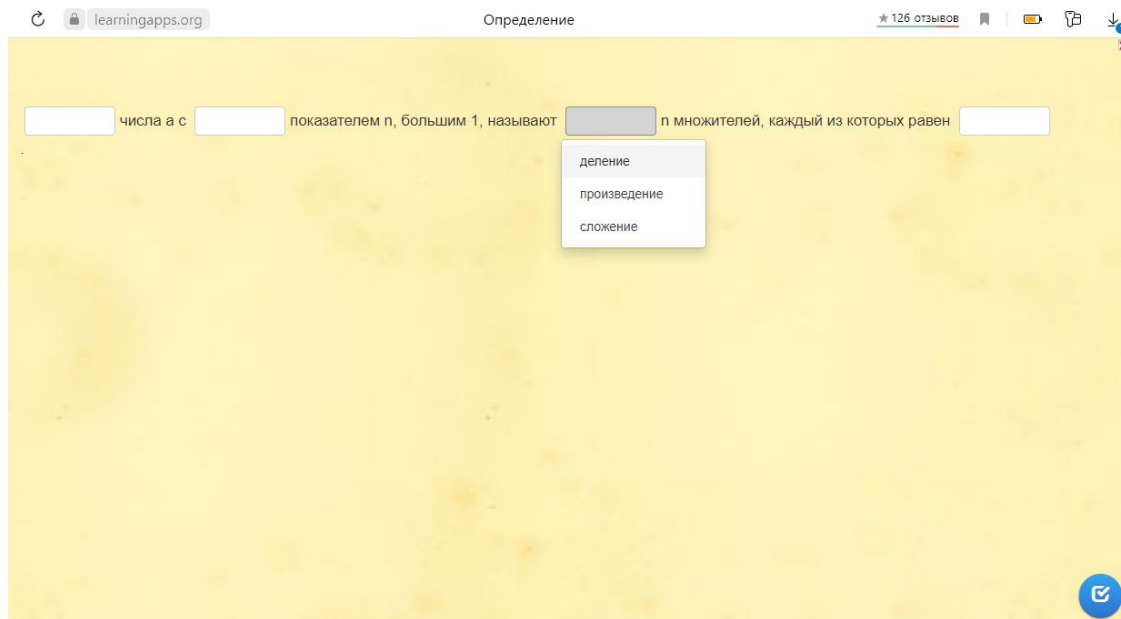 learningapps.org Определение ★ 126 отзывов
числа а с показателем n, большим 1, называют n множителей, каждый из которых равен
.
деление
произведение
сложение